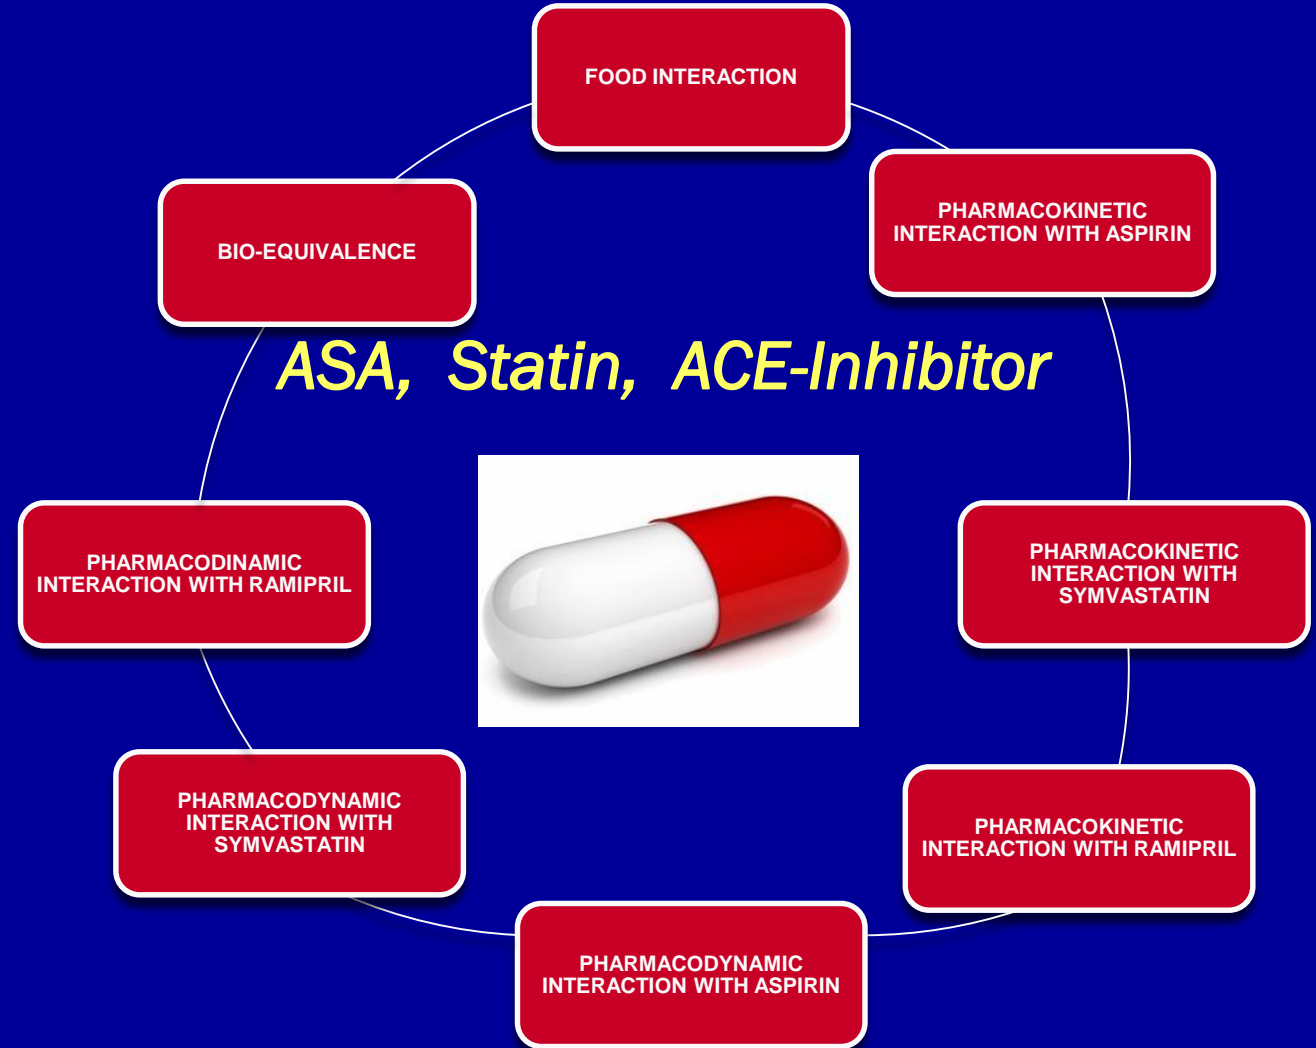 FOOD INTERACTION
PHARMACOKINETIC
INTERACTION WITH ASPIRIN
BIO-EQUIVALENCE
ASA, Statin, ACE-Inhibitor
PHARMACODINAMIC
INTERACTION WITH RAMIPRIL
PHARMACOKINETIC
INTERACTION WITH
SYMVASTATIN
PHARMACODYNAMIC
INTERACTION WITH
SYMVASTATIN
PHARMACOKINETIC
INTERACTION WITH RAMIPRIL
PHARMACODYNAMIC
INTERACTION WITH ASPIRIN